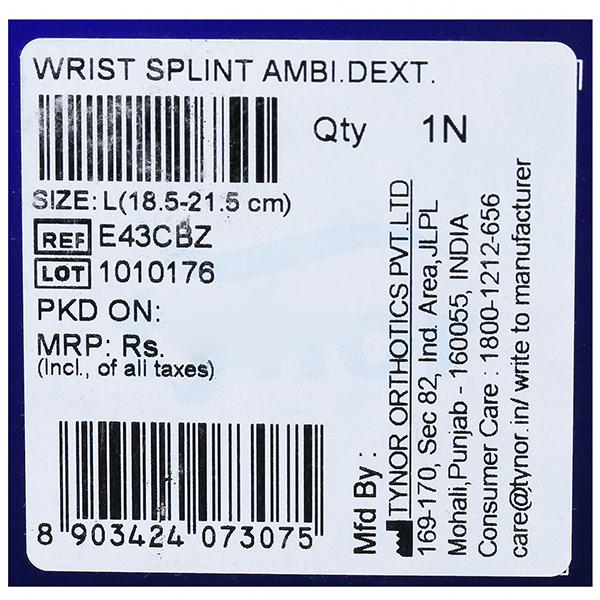 WRIST SPLINT AMBI.DEXT.
Qty 1N
SIZE: L(18.5-21.5 cm)
REF E43CBZ
LOT 1010176
PKD ON:
MRP: Rs.
(Incl., of all taxes)
8 903424 073075
Mfd By :
TYNOR ORTHOTICS PVT.LTD
169-170, Sec 82, Ind. Area,JLPL
Mohali,Punjab - 160055, INDIA
Consumer Care : 1800-1212-656
care@tynor.in/ write to manufacturer